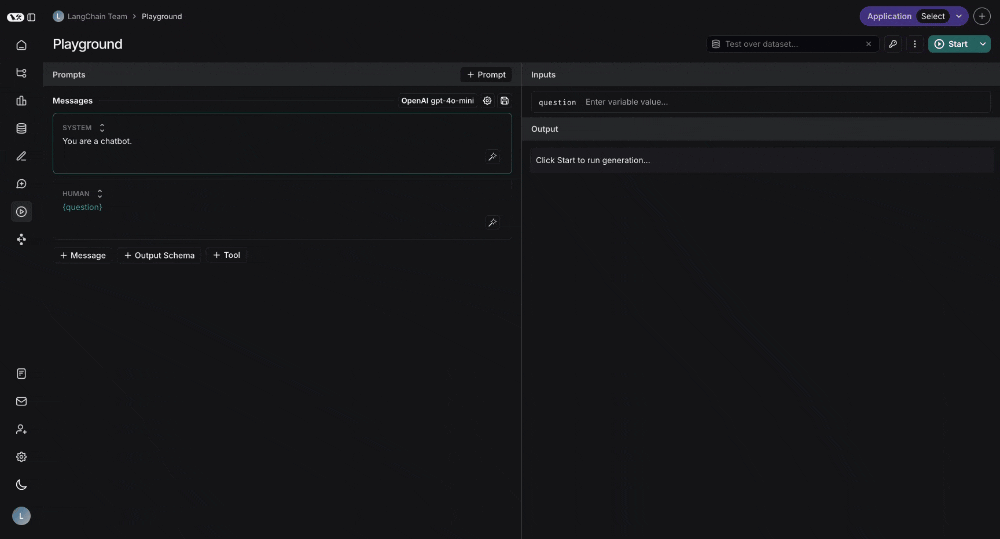 L LangChain Team > Playground
Application Select
Playground
Test over dataset...
Start
Prompts
+ Prompt
Inputs
Messages
OpenAI gpt-4o-mini
question Enter variable value...
SYSTEM
You are a chatbot.
Output
Click Start to run generation...
HUMAN
{question}
+ Message
+ Output Schema
+ Tool
L